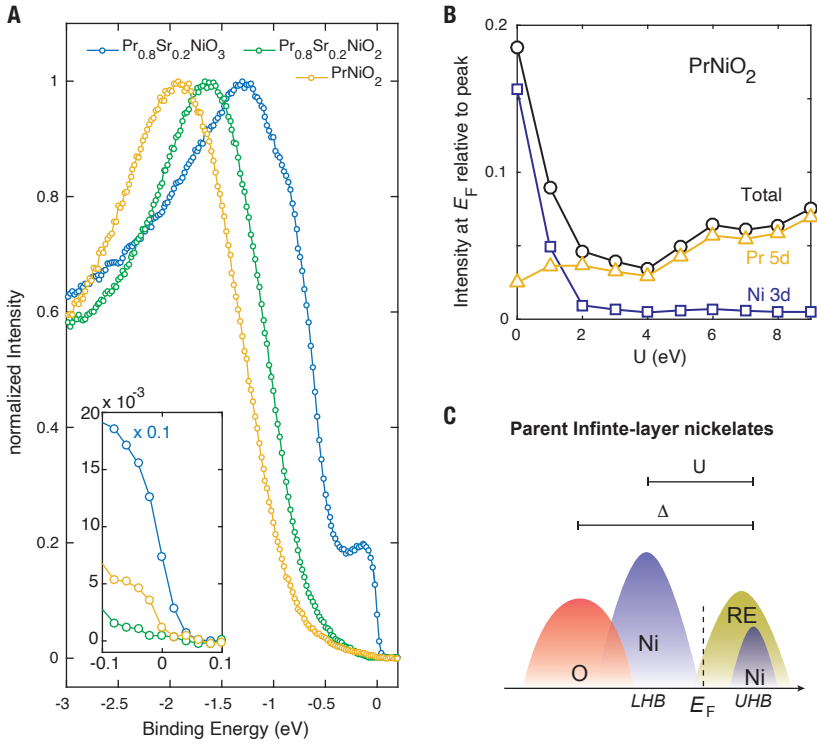 A
Pr0.8Sr0.2NiO3
Pr0.8Sr0.2NiO2
PrNiO2
1
0.8
0.6
0.4
0.2
0
normalized Intensity
-3
-2.5
-2
-1.5
-1
-0.5
0
Binding Energy (eV)
x 10-3
20
15
10
5
0
x 0.1
-0.1
0
0.1
B
0.2
0.1
0
Intensity at EF relative to peak
PrNiO2
Total
Pr 5d
Ni 3d
0
2
4
6
8
U (eV)
C
Parent Infinte-layer nickelates
U
Δ
O
Ni
RE
Ni
LHB
EF
UHB